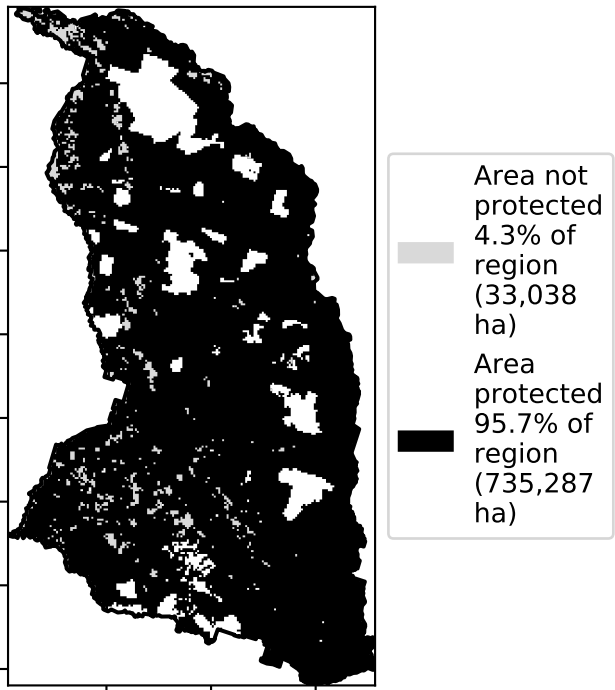 Area not
protected
4.3% of
region
(33,038
ha)
Area
protected
95.7% of
region
(735,287
ha)